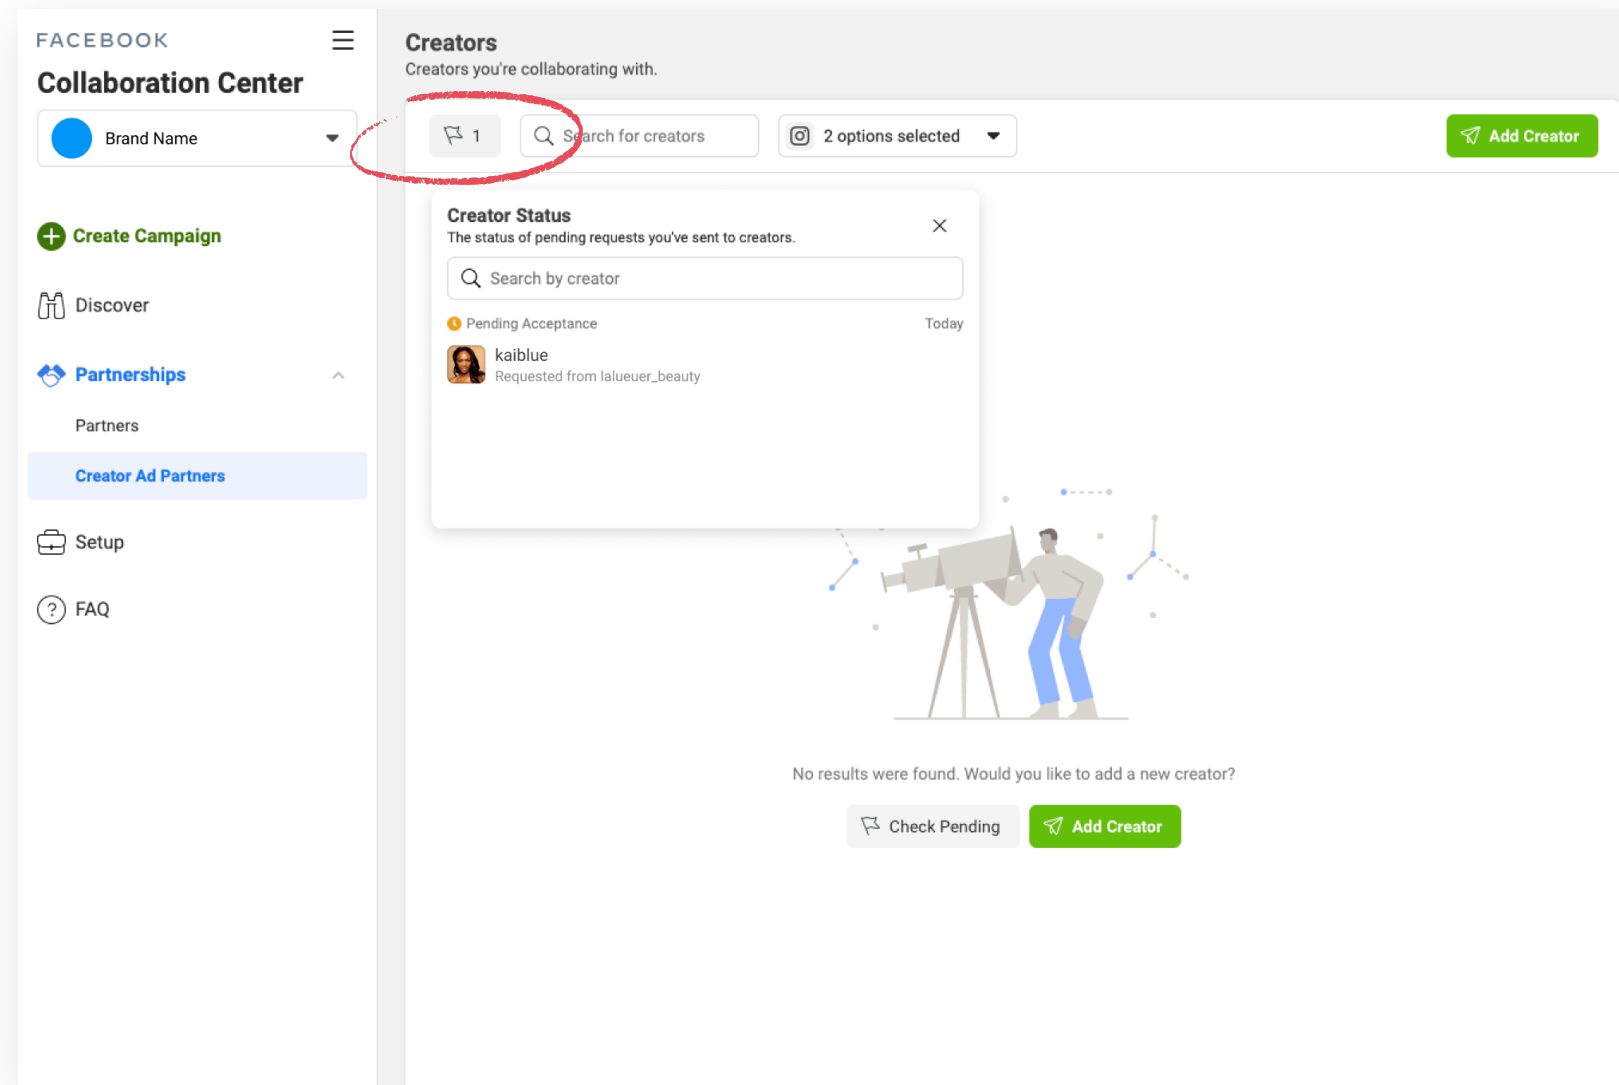 FACEBOOK
Collaboration Center
Brand Name
Create Campaign
Discover
Partnerships
Partners
Creator Ad Partners
Setup
? FAQ
Creators
Creators you're collaborating with.
1
Search for creators
2 options selected
Add Creator
Creator Status
The status of pending requests you've sent to creators.
Search by creator
Pending Acceptance
Today
kaiblue
Requested from lalueuer_beauty
No results were found. Would you like to add a new creator?
Check Pending
Add Creator